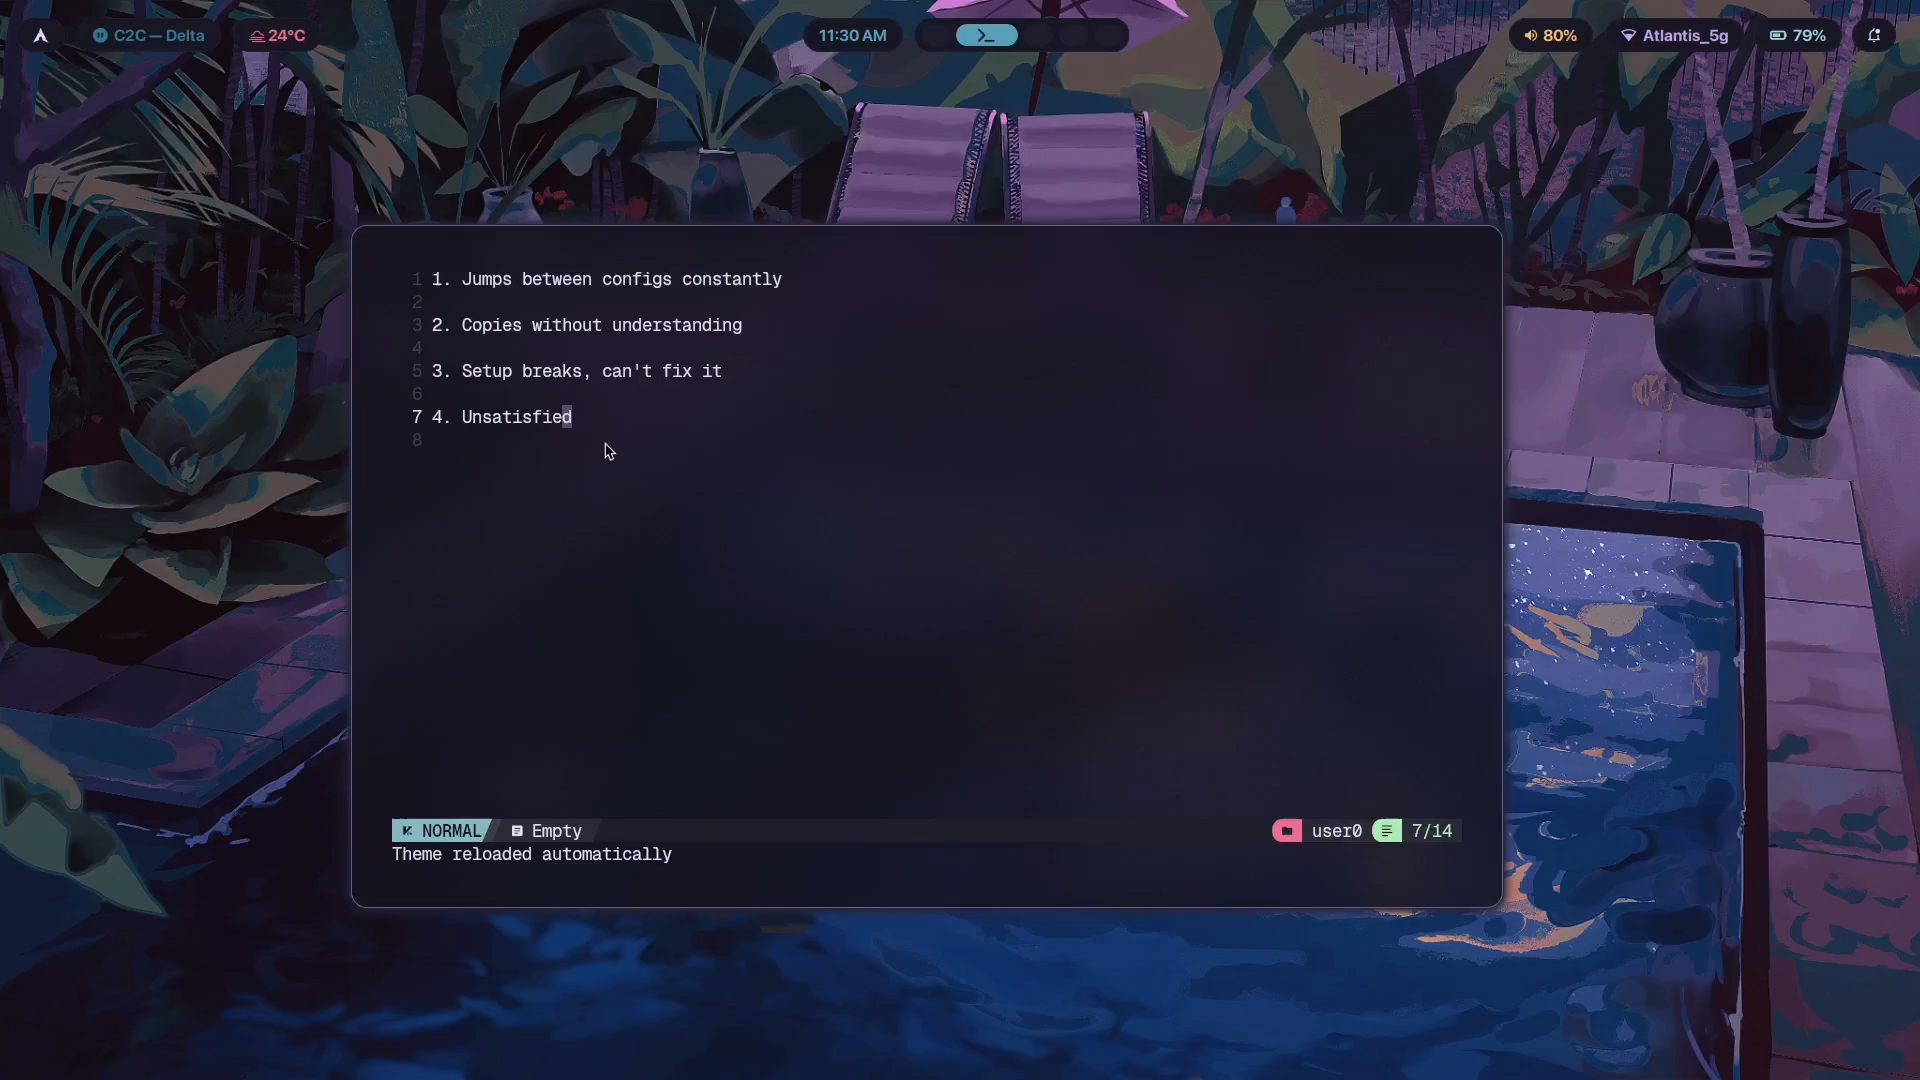 C2C — Delta
24°C
11:30 AM
80%
Atlantis_5g
79%
1 1. Jumps between configs constantly
2
3 2. Copies without understanding
4
5 3. Setup breaks, can't fix it
6
7 4. Unsatisfied
8
NORMAL Empty user0 7/14
Theme reloaded automatically